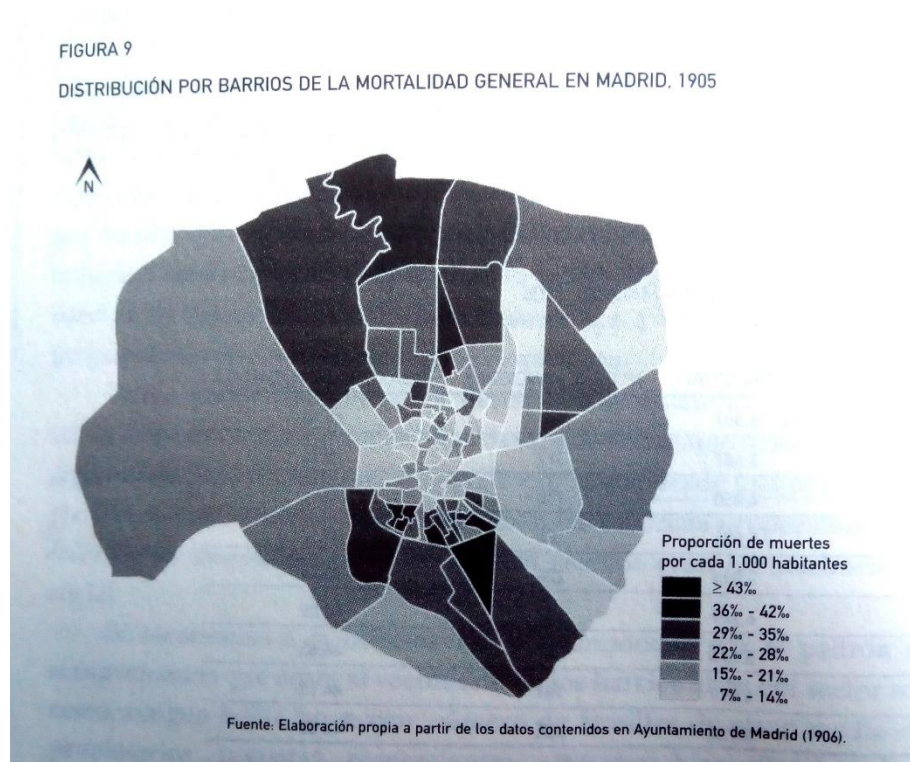 FIGURA 9
DISTRIBUCIÓN POR BARRIOS DE LA MORTALIDAD GENERAL EN MADRID, 1905
N
Proporción de muertes
por cada 1.000 habitantes
≥ 43‰
36‰ - 42‰
29‰ - 35‰
22‰ - 28‰
15‰ - 21‰
7‰ - 14‰
Fuente: Elaboración propia a partir de los datos contenidos en Ayuntamiento de Madrid (1906).